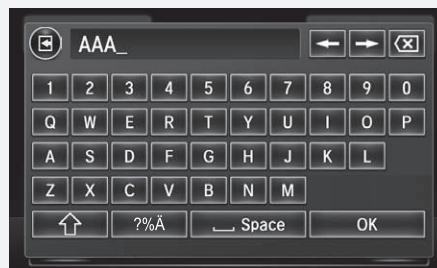 AAA_
1 2 3 4 5 6 7 8 9 0
Q W E R T Y U I O P
A S D F G H J K L
Z X C V B N M
?%Ä Space OK